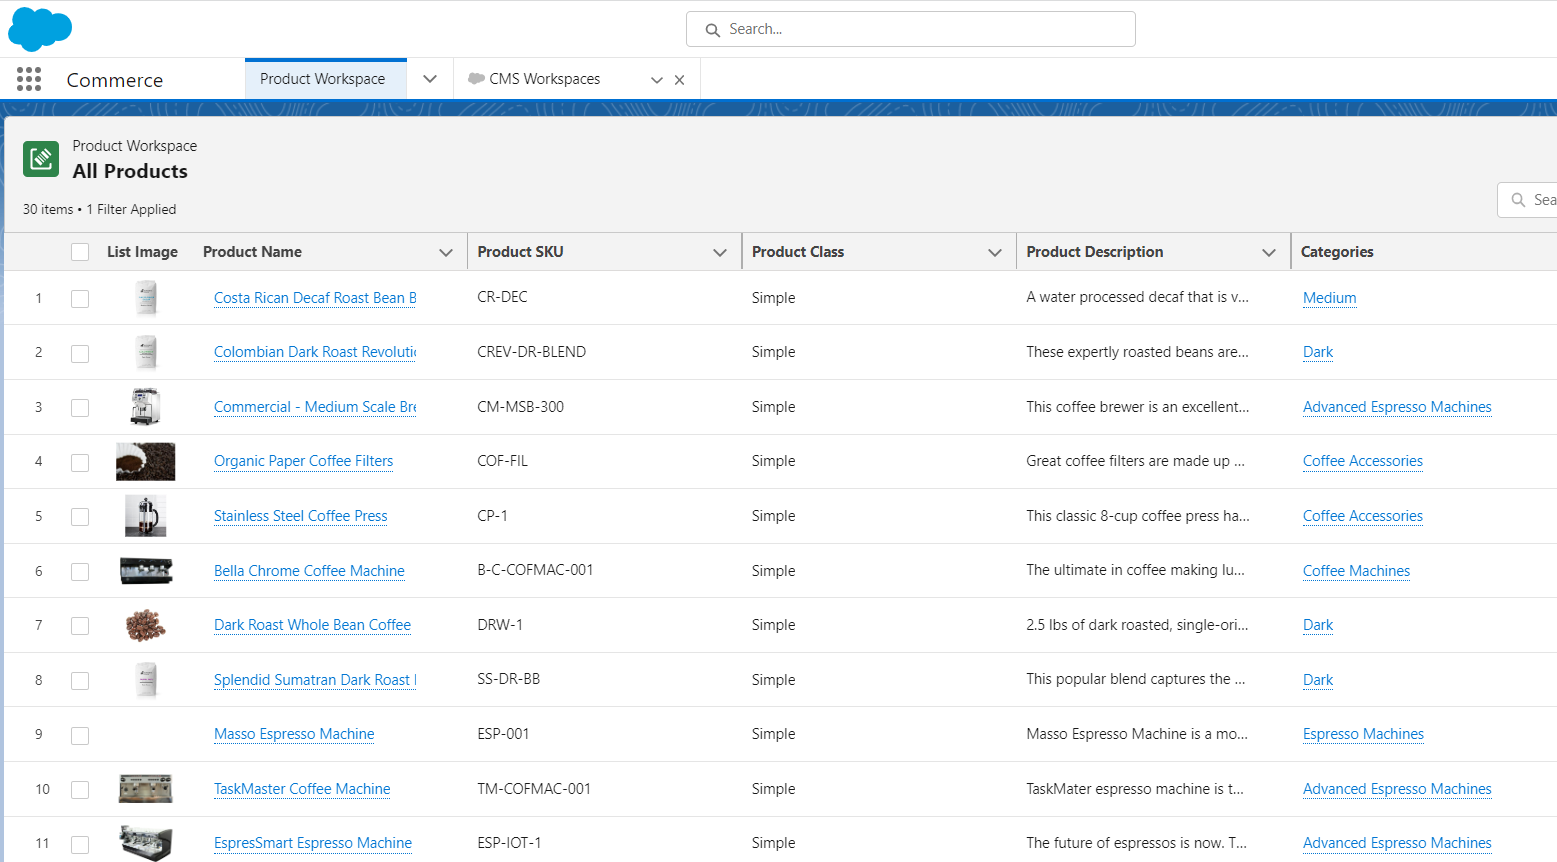 Search...
Commerce
Product Workspace
CMS Workspaces
Product Workspace
All Products
30 items • 1 Filter Applied
Sea
List Image Product Name Product SKU Product Class Product Description Categories
1 Costa Rican Decaf Roast Bean B CR-DEC Simple A water processed decaf that is v... Medium
2 Colombian Dark Roast Revolutic CREV-DR-BLEND Simple These expertly roasted beans are... Dark
3 Commercial - Medium Scale Bre CM-MSB-300 Simple This coffee brewer is an excellent... Advanced Espresso Machines
4 Organic Paper Coffee Filters COF-FIL Simple Great coffee filters are made up ... Coffee Accessories
5 Stainless Steel Coffee Press CP-1 Simple This classic 8-cup coffee press ha... Coffee Accessories
6 Bella Chrome Coffee Machine B-C-COFMAC-001 Simple The ultimate in coffee making lu... Coffee Machines
7 Dark Roast Whole Bean Coffee DRW-1 Simple 2.5 lbs of dark roasted, single-ori... Dark
8 Splendid Sumatran Dark Roast SS-DR-BB Simple This popular blend captures the ... Dark
9 Masso Espresso Machine ESP-001 Simple Masso Espresso Machine is a mo... Espresso Machines
10 TaskMaster Coffee Machine TM-COFMAC-001 Simple TaskMater espresso machine is t... Advanced Espresso Machines
11 EspresSmart Espresso Machine ESP-IOT-1 Simple The future of espressos is now. T... Advanced Espresso Machines